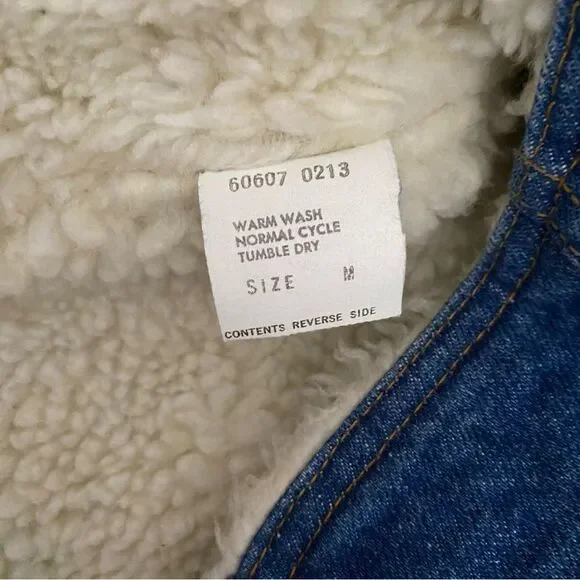 60607 0213
WARM WASH
NORMAL CYCLE
TUMBLE DRY
SIZE M
CONTENTS REVERSE SIDE